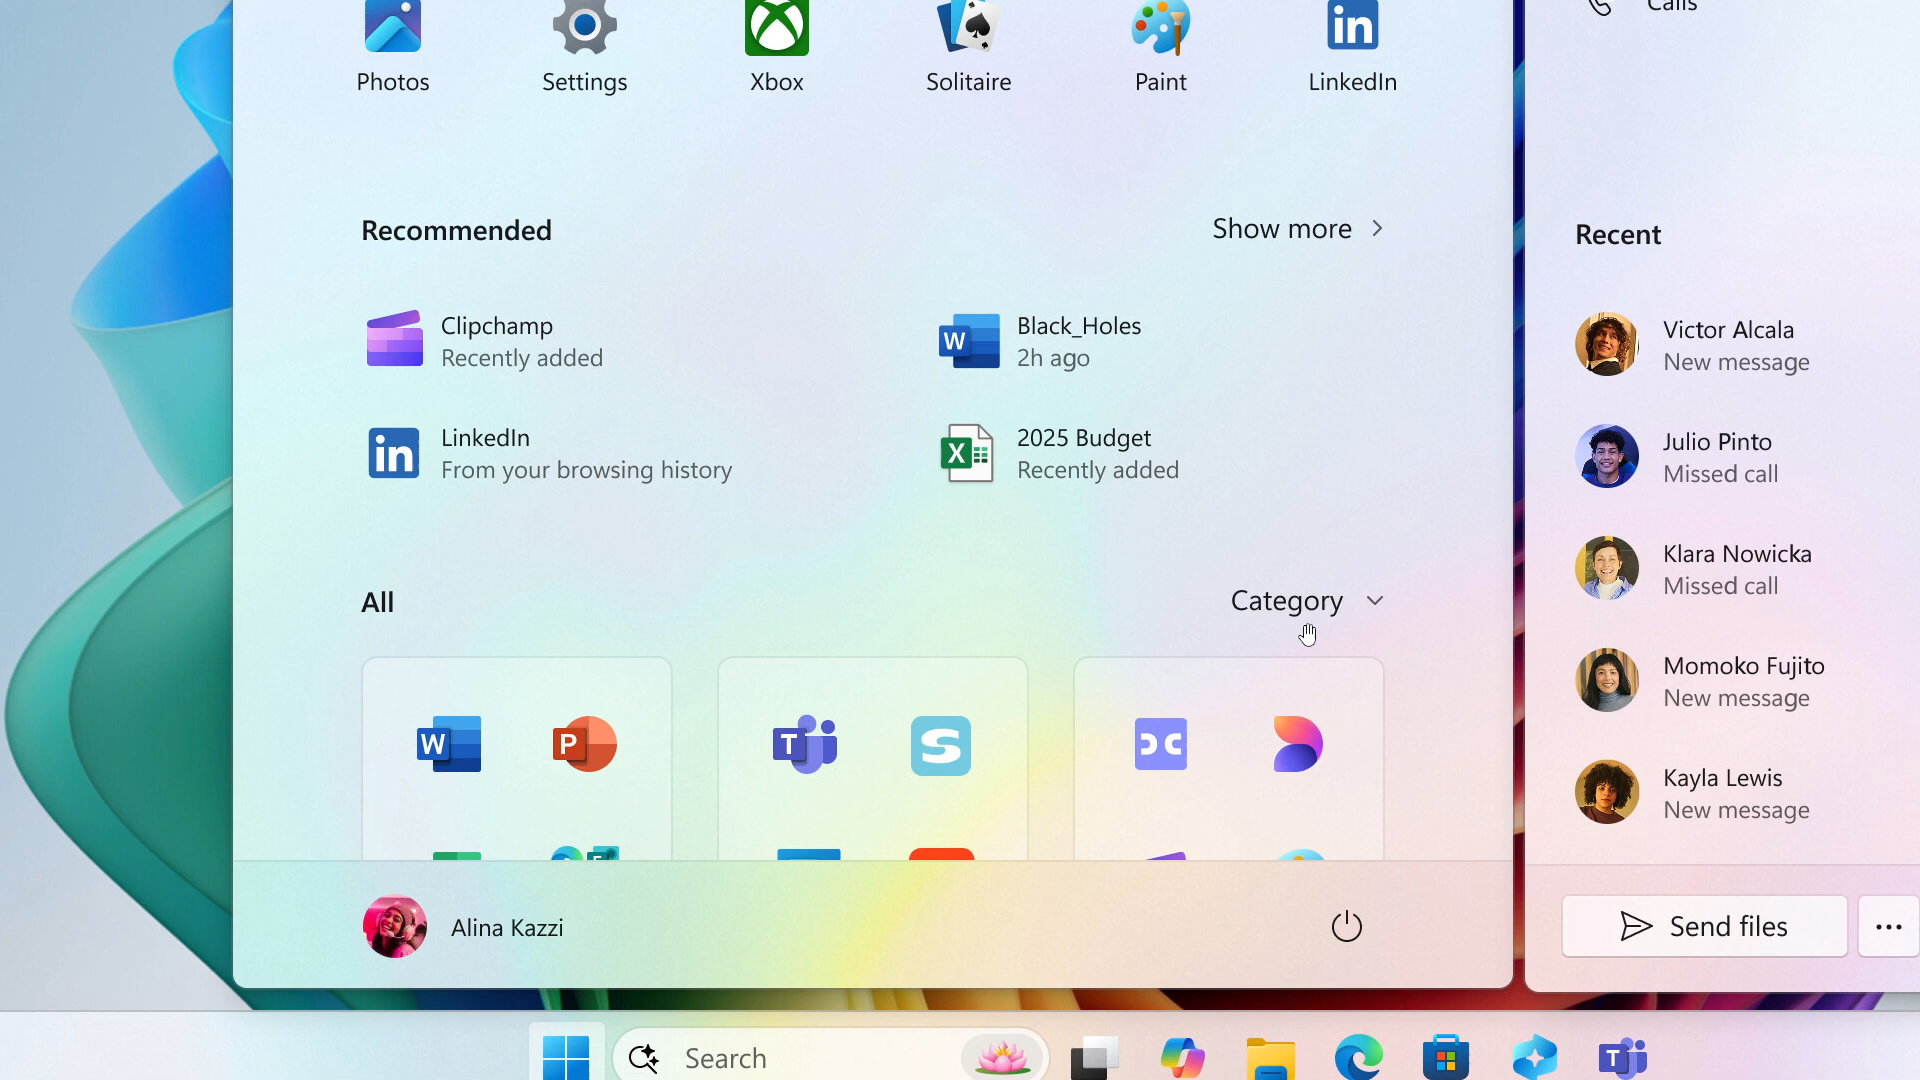 Calls
Photos
Settings
Xbox
Solitaire
Paint
LinkedIn
Recommended
Show more
Clipchamp
Recently added
Black_Holes
2h ago
LinkedIn
From your browsing history
2025 Budget
Recently added
All
Category
Alina Kazzi
Recent
Victor Alcala
New message
Julio Pinto
Missed call
Klara Nowicka
Missed call
Momoko Fujito
New message
Kayla Lewis
New message
Send files
Search